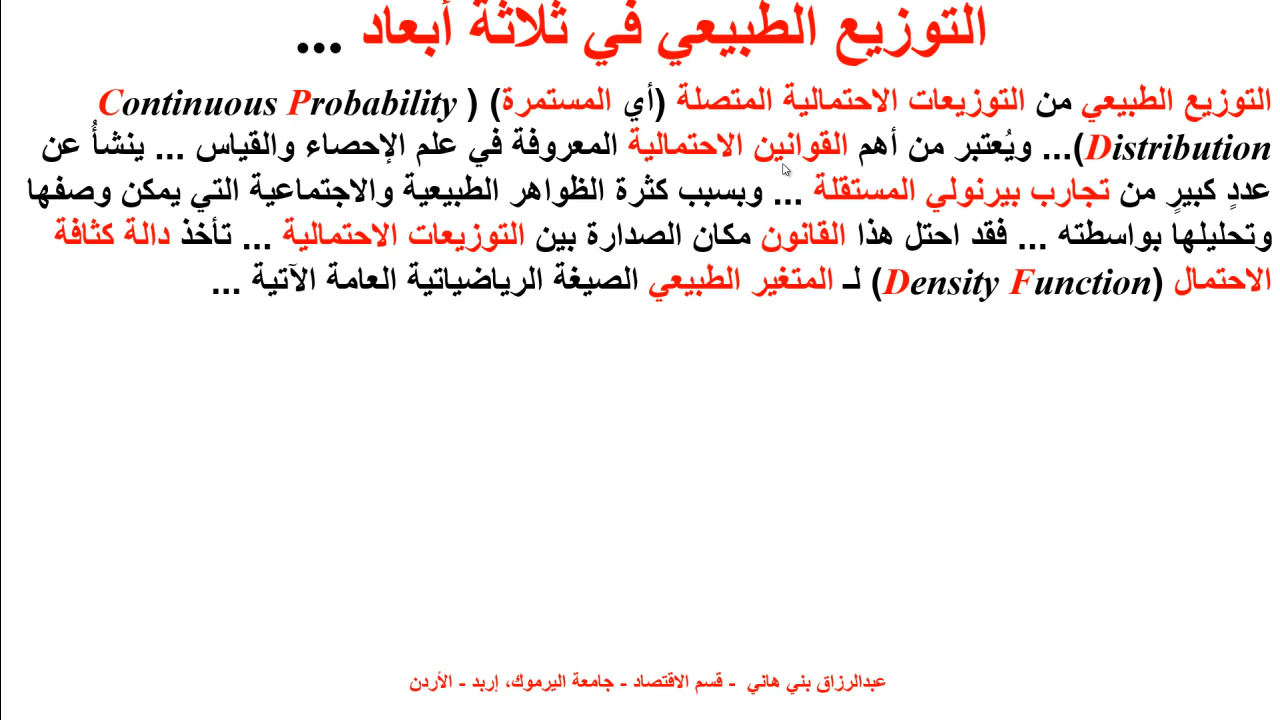 التوزيع الطبيعي في ثلاثة أبعاد ...
التوزيع الطبيعي من التوزيعات الاحتمالية المتصلة (أي المستمرة) ( Continuous Probability
Distribution)... ويُعتبر من أهم القوانين الاحتمالية المعروفة في علم الإحصاء والقياس ... ينشأُ عن
عددٍ كبيرٍ من تجارب بيرنولي المستقلة ... وبسبب كثرة الظواهر الطبيعية والاجتماعية التي يمكن وصفها
وتحليلها بواسطته ... فقد احتل هذا القانون مكان الصدارة بين التوزيعات الاحتمالية ... تأخذ دالة كثافة
الاحتمال (Density Function) لـ المتغير الطبيعي الصيغة الرياضياتية العامة الآتية ...
عبدالرزاق بني هاني - قسم الاقتصاد - جامعة اليرموك، إربد - الأردن